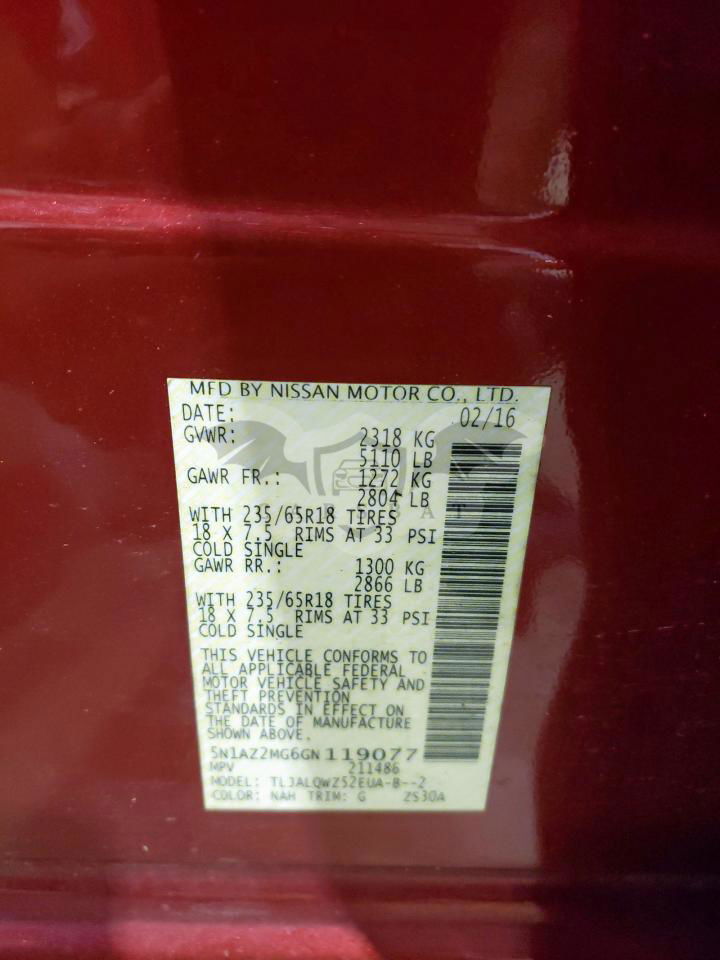 MFD BY NISSAN MOTOR CO., LTD.
DATE: 02/16
GVWR: 2318 KG
5110 LB
GAWR FR.: 1272 KG
2804 LB
WITH 235/65R18 TIRES
18 X 7.5 RIMS AT 33 PSI
COLD SINGLE
GAWR RR.: 1300 KG
2866 LB
WITH 235/65R18 TIRES
18 X 7.5 RIMS AT 33 PSI
COLD SINGLE
THIS VEHICLE CONFORMS TO
ALL APPLICABLE FEDERAL
MOTOR VEHICLE SAFETY AND
THEFT PREVENTION
STANDARDS IN EFFECT ON
THE DATE OF MANUFACTURE
SHOWN ABOVE.
5N1AZ2MG6GN119077
MPV 211486
MODEL: TLJALQWZ52EUA-B--2
COLOR: NAH TRIM: G ZS30A